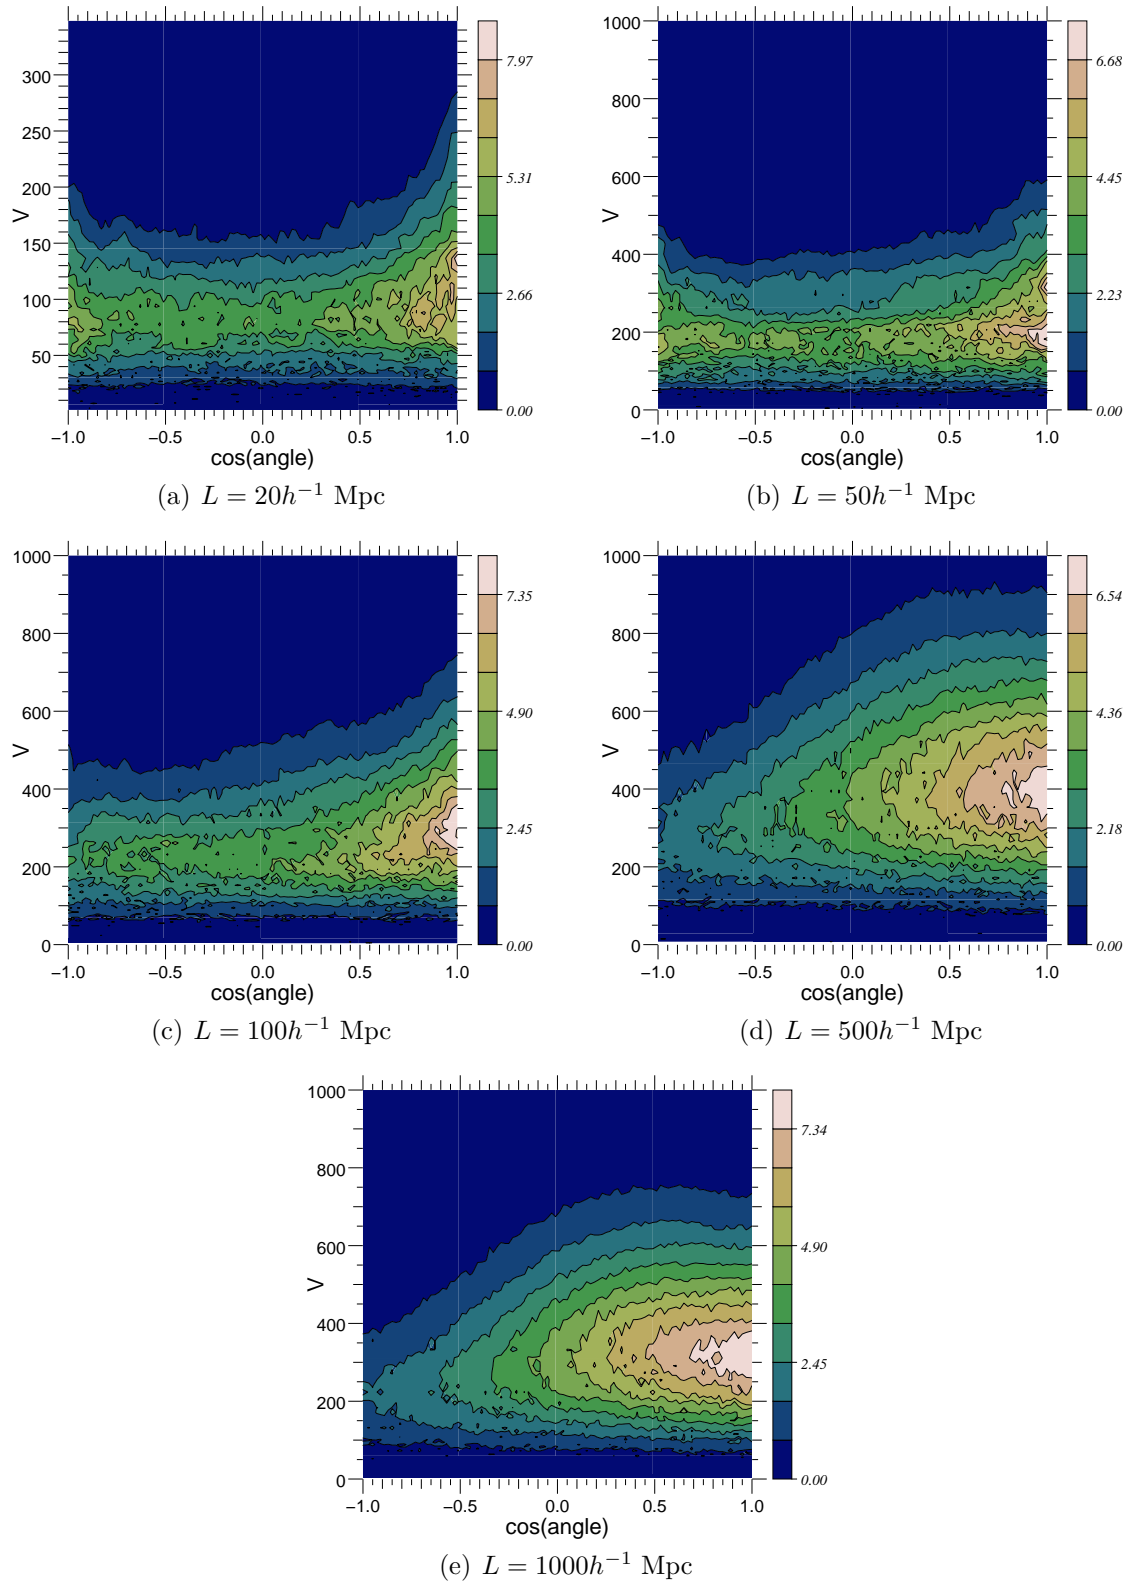 300
250
200
150
100
50
V
−1.0 −0.5 0.0 0.5 1.0
cos(angle)
7.97
5.31
2.66
0.00
(a) L = 20h⁻¹ Mpc
1000
800
600
400
200
0
V
−1.0 −0.5 0.0 0.5 1.0
cos(angle)
6.68
4.45
2.23
0.00
(b) L = 50h⁻¹ Mpc
1000
800
600
400
200
0
V
−1.0 −0.5 0.0 0.5 1.0
cos(angle)
7.35
4.90
2.45
0.00
(c) L = 100h⁻¹ Mpc
1000
800
600
400
200
0
V
−1.0 −0.5 0.0 0.5 1.0
cos(angle)
6.54
4.36
2.18
0.00
(d) L = 500h⁻¹ Mpc
1000
800
600
400
200
0
V
−1.0 −0.5 0.0 0.5 1.0
cos(angle)
7.34
4.90
2.45
0.00
(e) L = 1000h⁻¹ Mpc